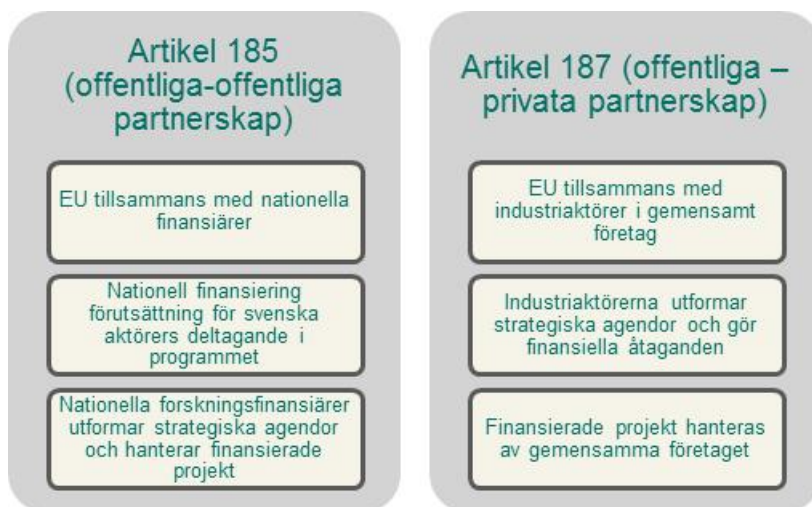 Artikel 185
(offentliga-offentliga
partnerskap)
EU tillsammans med nationella
finansiärer
Nationell finansiering
förutsättning för svenska
aktörers deltagande i
programmet
Nationella forskningsfinansiärer
utformar strategiska agendor
och hanterar finansierade
projekt
Artikel 187 (offentliga –
privata partnerskap)
EU tillsammans med
industriaktörer i gemensamt
företag
Industriaktörerna utformar
strategiska agendor och gör
finansiella åtaganden
Finansierade projekt hanteras
av gemensamma företaget